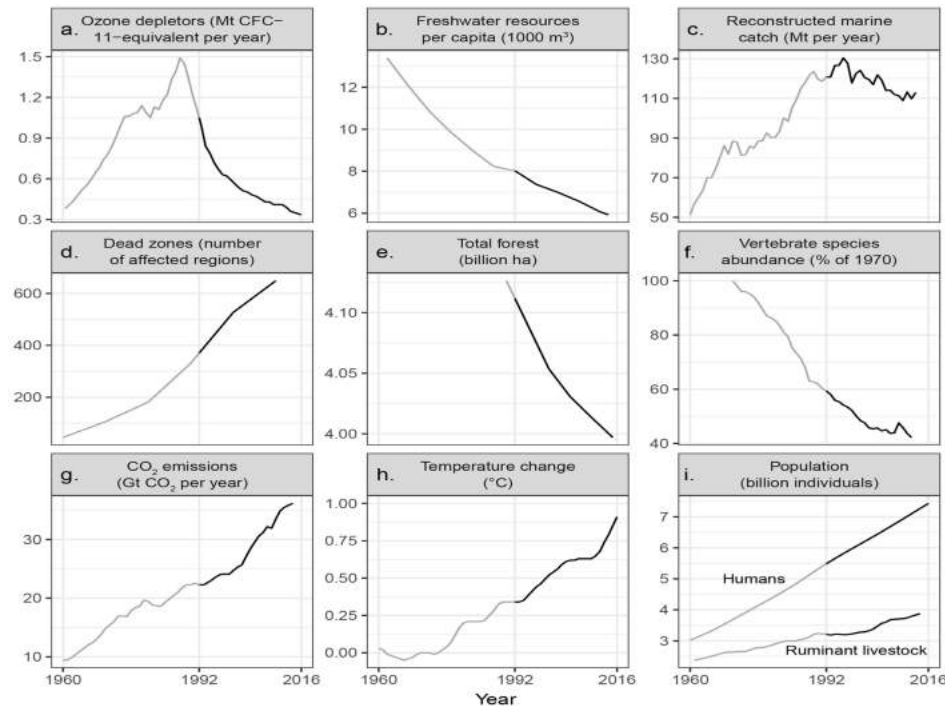 a. Ozone depletors (Mt CFC−
11−equivalent per year)
1.5
1.2
0.9
0.6
0.3
b. Freshwater resources
per capita (1000 m³)
12
10
8
6
c. Reconstructed marine
catch (Mt per year)
130
110
90
70
50
d. Dead zones (number
of affected regions)
600
400
200
e. Total forest
(billion ha)
4.10
4.05
4.00
f. Vertebrate species
abundance (% of 1970)
100
80
60
40
g. CO₂ emissions
(Gt CO₂ per year)
30
20
10
1960
1992
2016
h. Temperature change
(°C)
1.00
0.75
0.50
0.25
0.00
1960
1992
2016
i. Population
(billion individuals)
7
6
5
4
3
Humans
Ruminant livestock
1960
1992
2016
Year